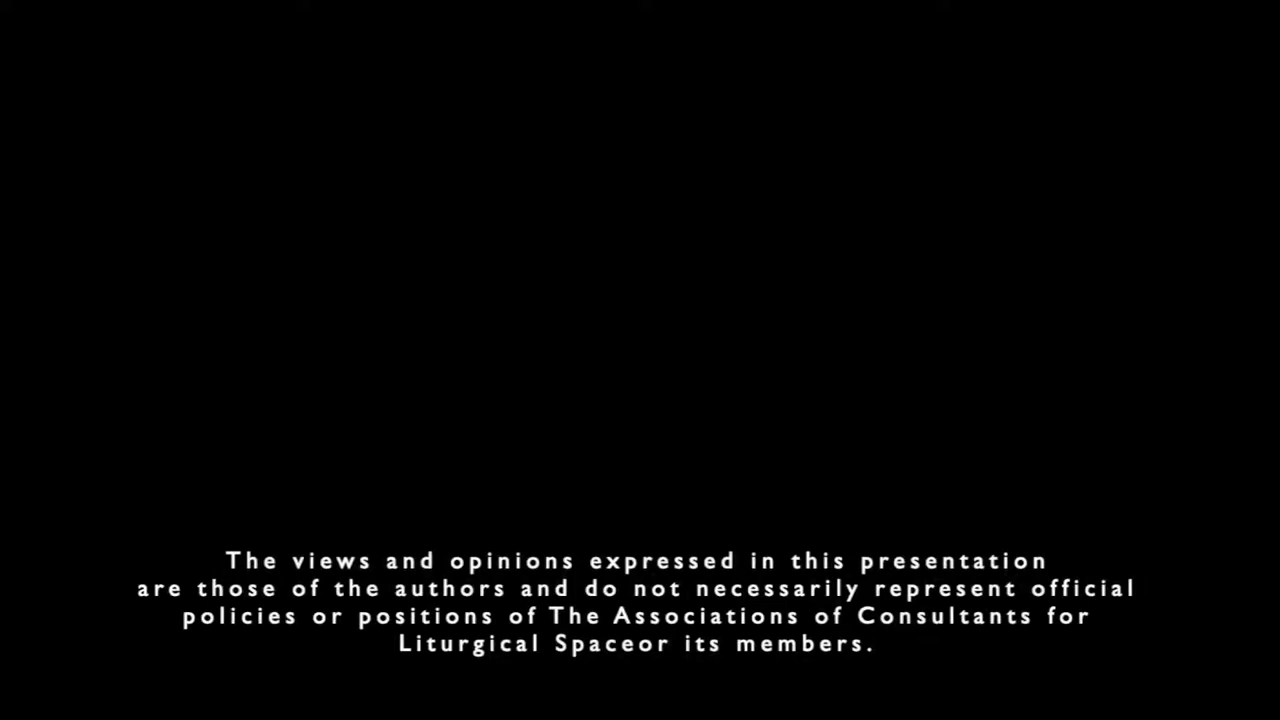 The views and opinions expressed in this presentation
are those of the authors and do not necessarily represent official
policies or positions of The Associations of Consultants for
Liturgical Spaceor its members.